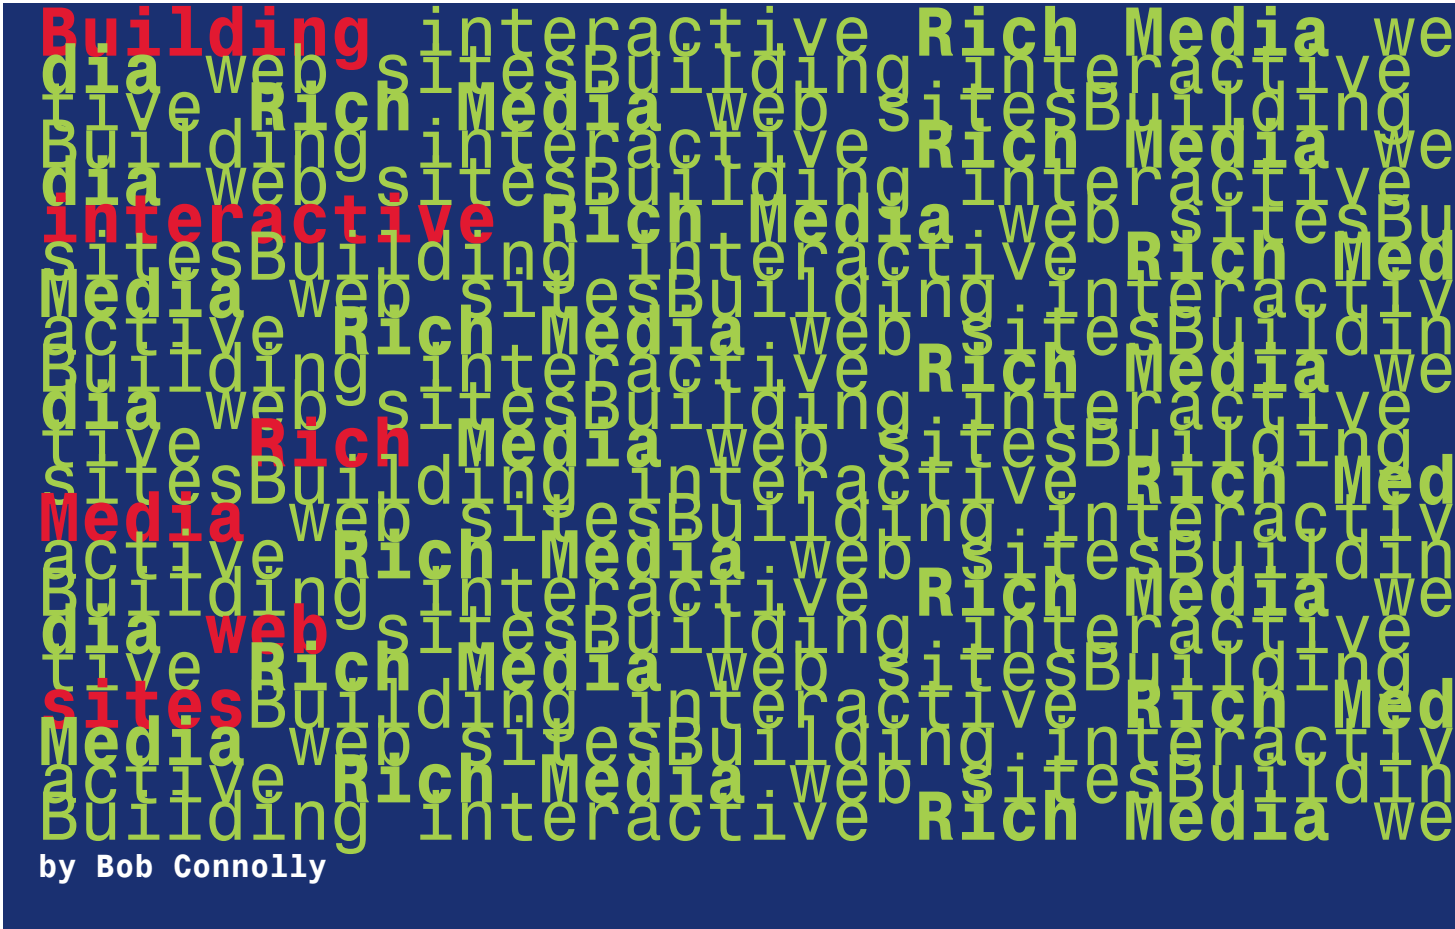 Building interactive Rich Media we
dia web sitesBuilding interactive
tive Rich Media web sitesBuilding
Building interactive Rich Media we
dia web sitesBuilding interactive
interactive Rich Media web sitesBu
sitesBuilding interactive Rich Med
Media web sitesBuilding interactiv
active Rich Media web sitesBuildin
Building interactive Rich Media we
dia web sitesBuilding interactive
tive Rich Media web sitesBuilding
sitesBuilding interactive Rich Med
Media web sitesBuilding interactiv
active Rich Media web sitesBuildin
Building interactive Rich Media we
dia web sitesBuilding interactive
tive Rich Media web sitesBuilding
sitesBuilding interactive Rich Med
Media web sitesBuilding interactiv
active Rich Media web sitesBuildin
Building interactive Rich Media we
by Bob Connolly